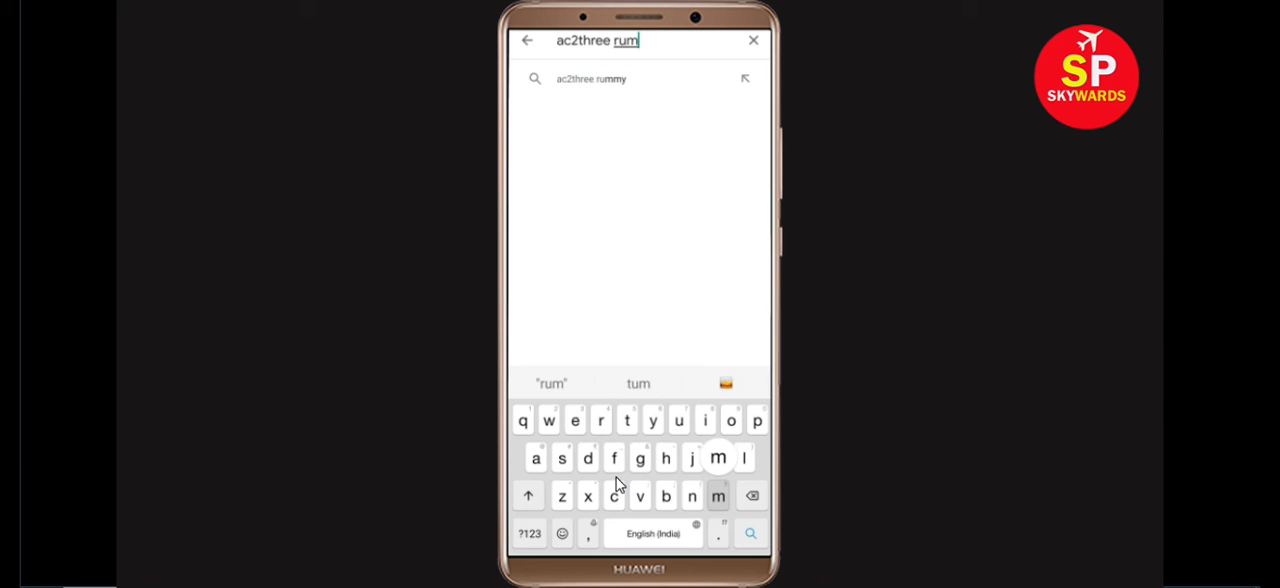 ac2three rum
ac2three rummy
SP
SKYWARDS
"rum" tum
q w e r t y u i o p
a s d f g h j m l
z x c v b n m
?123 , English (India) .
HUAWEI